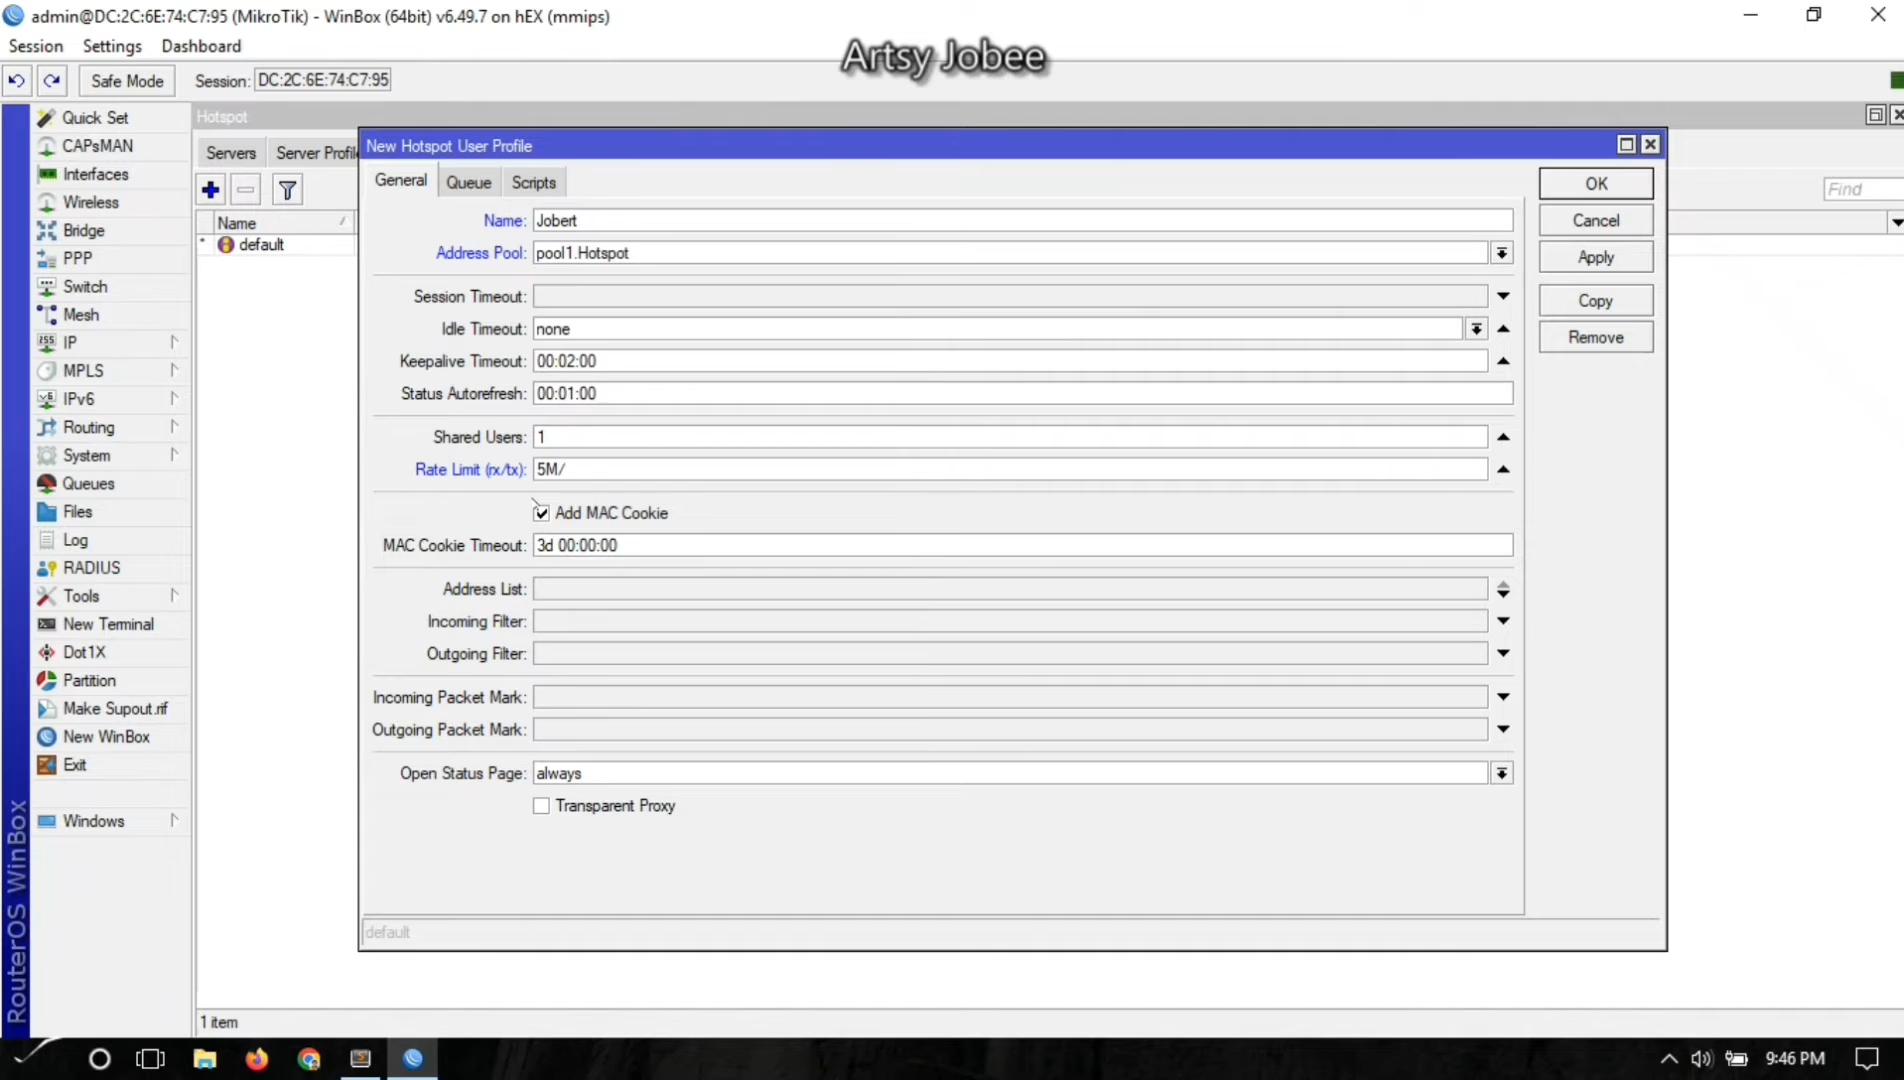 admin@DC:2C:6E:74:C7:95 (MikroTik) - WinBox (64bit) v6.49.7 on hEX (mmips)
Session Settings Dashboard
Artsy Jobee
Safe Mode Session: DC:2C:6E:74:C7:95
Quick Set
CAPsMAN
Interfaces
Wireless
Bridge
PPP
Switch
Mesh
IP
MPLS
IPv6
Routing
System
Queues
Files
Log
RADIUS
Tools
New Terminal
Dot1X
Partition
Make Supout.rif
New WinBox
Exit
Windows
RouterOS WinBox
Hotspot
Servers Server Profile
Find
Name
* default
New Hotspot User Profile
General Queue Scripts
Name: Jobert
Address Pool: pool1.Hotspot
Session Timeout:
Idle Timeout: none
Keepalive Timeout: 00:02:00
Status Autorefresh: 00:01:00
Shared Users: 1
Rate Limit (rx/tx): 5M/
Add MAC Cookie
MAC Cookie Timeout: 3d 00:00:00
Address List:
Incoming Filter:
Outgoing Filter:
Incoming Packet Mark:
Outgoing Packet Mark:
Open Status Page: always
Transparent Proxy
OK
Cancel
Apply
Copy
Remove
default
1 item
9:46 PM